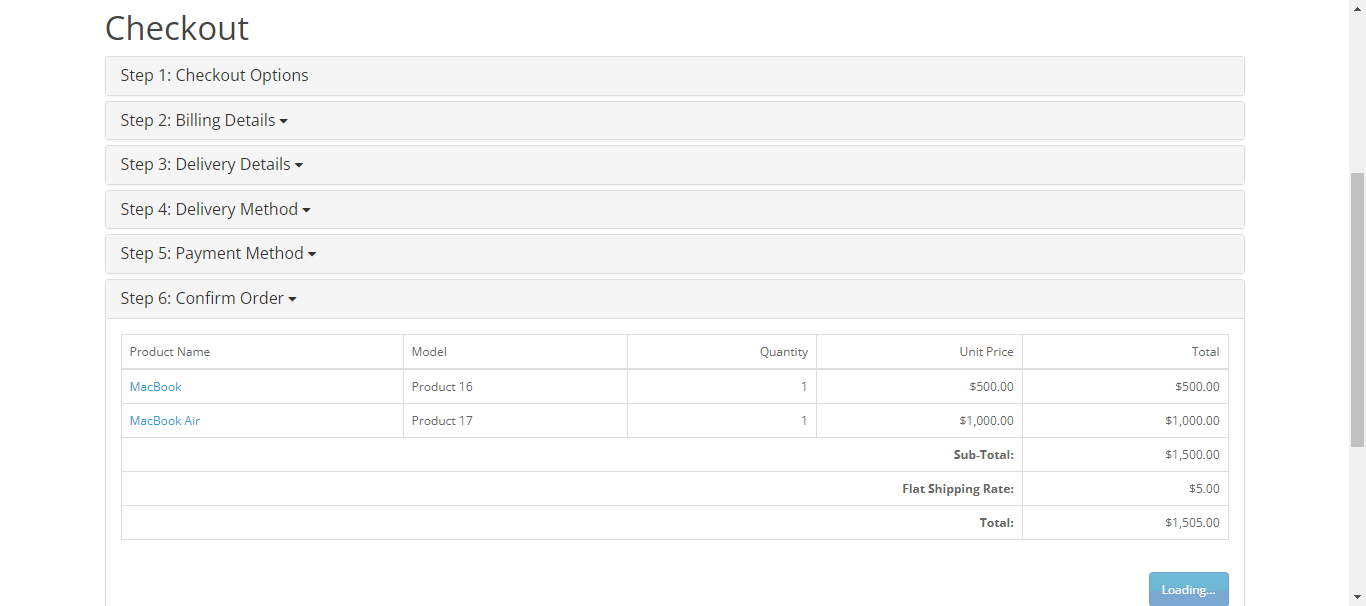 Checkout
Step 1: Checkout Options
Step 2: Billing Details
Step 3: Delivery Details
Step 4: Delivery Method
Step 5: Payment Method
Step 6: Confirm Order
Product Name Model Quantity Unit Price Total
MacBook Product 16 1 $500.00 $500.00
MacBook Air Product 17 1 $1,000.00 $1,000.00
Sub-Total: $1,500.00
Flat Shipping Rate: $5.00
Total: $1,505.00
Loading...